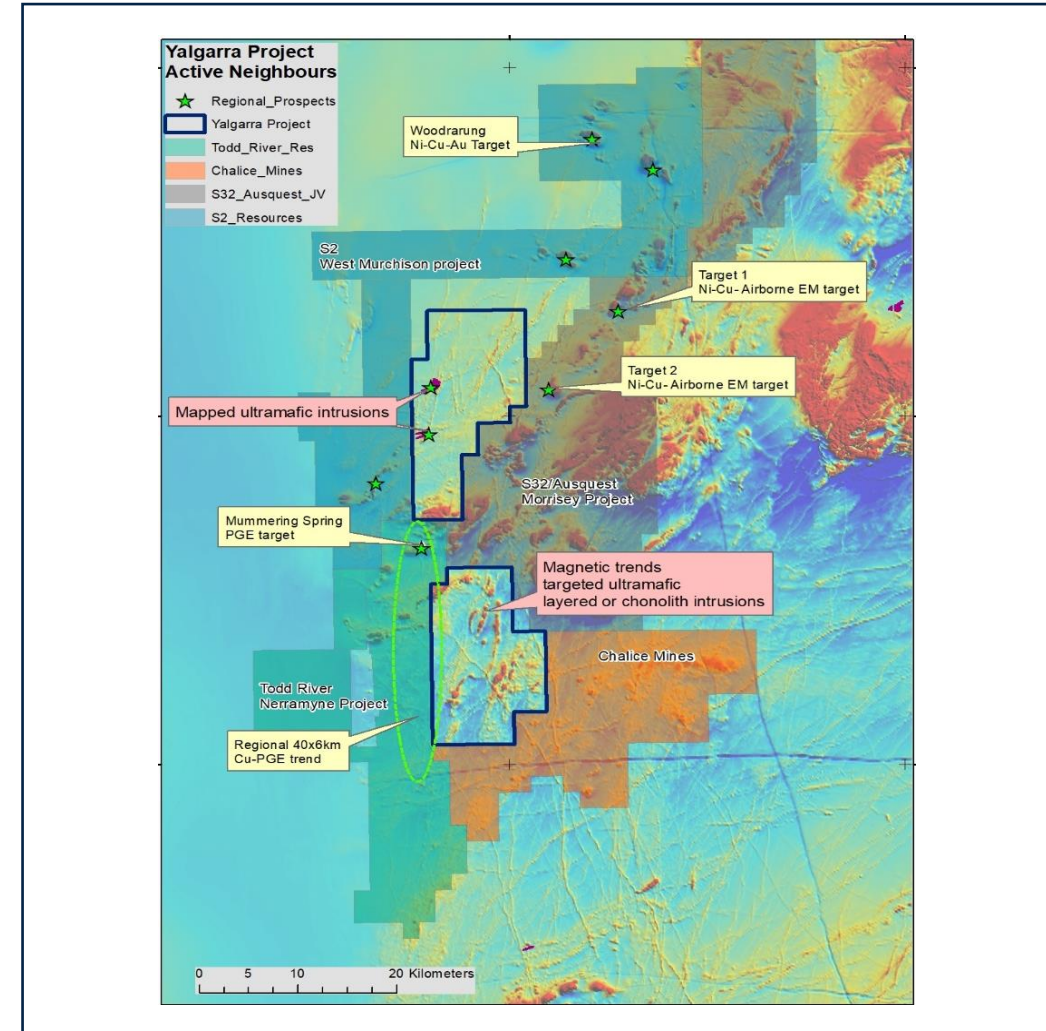 Yalgarra Project
Active Neighbours
Regional_Prospects
Yalgarra Project
Todd_River_Res
Chalice_Mines
S32_Ausquest_JV
S2_Resources
Woodrarung
Ni-Cu-Au Target
S2
West Murchison project
Target 1
Ni-Cu- Airborne EM target
Target 2
Ni-Cu- Airborne EM target
Mapped ultramafic intrusions
S32/Ausquest
Morrisey Project
Mummering Spring
PGE target
Magnetic trends
targeted ultramafic
layered or chonolith intrusions
Chalice Mines
Todd River
Nerramyne Project
Regional 40x6km
Cu-PGE trend
0 5 10 20 Kilometers